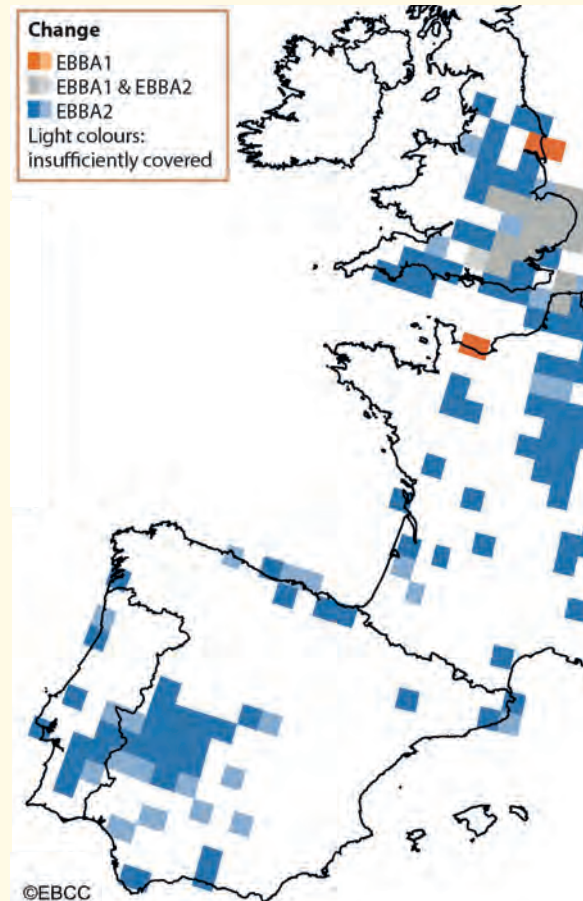 Change
EBBA1
EBBA1 & EBBA2
EBBA2
Light colours:
insufficiently covered
©EBCC